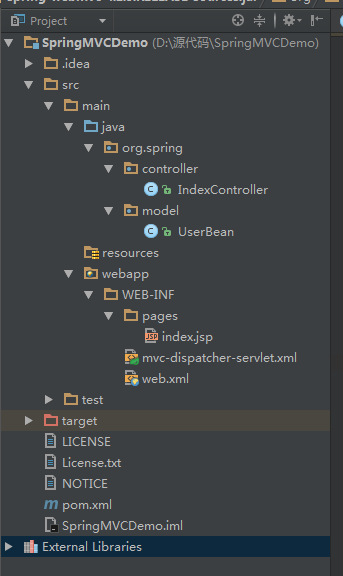 Project
SpringMVCDemo (D:\源代码\SpringMVCDemo)
.idea
src
main
java
org.spring
controller
IndexController
model
UserBean
resources
webapp
WEB-INF
pages
index.jsp
mvc-dispatcher-servlet.xml
web.xml
test
target
LICENSE
License.txt
NOTICE
pom.xml
SpringMVCDemo.iml
External Libraries